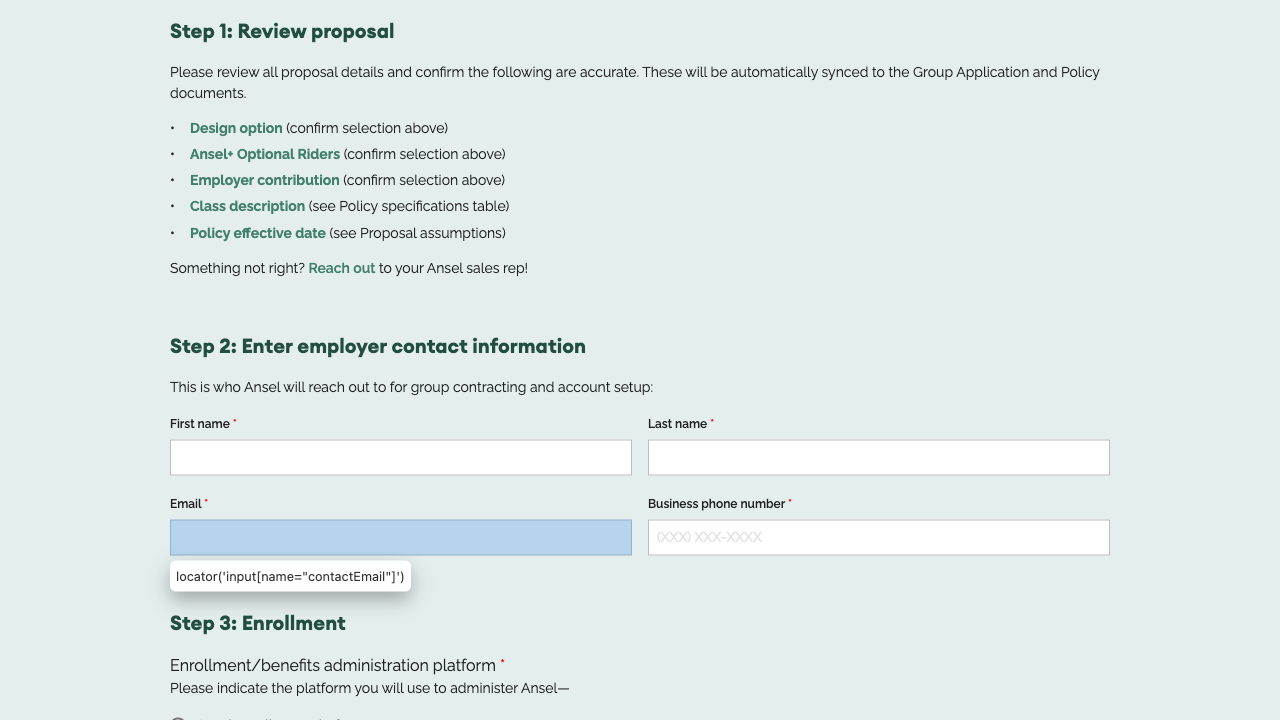 Step 1: Review proposal
Please review all proposal details and confirm the following are accurate. These will be automatically synced to the Group Application and Policy
documents.
• Design option (confirm selection above)
• Ansel+ Optional Riders (confirm selection above)
• Employer contribution (confirm selection above)
• Class description (see Policy specifications table)
• Policy effective date (see Proposal assumptions)
Something not right? Reach out to your Ansel sales rep!
Step 2: Enter employer contact information
This is who Ansel will reach out to for group contracting and account setup:
First name *
Last name *
Email *
Business phone number *
(XXX) XXX-XXXX
locator('input[name="contactEmail"]')
Step 3: Enrollment
Enrollment/benefits administration platform *
Please indicate the platform you will use to administer Ansel—